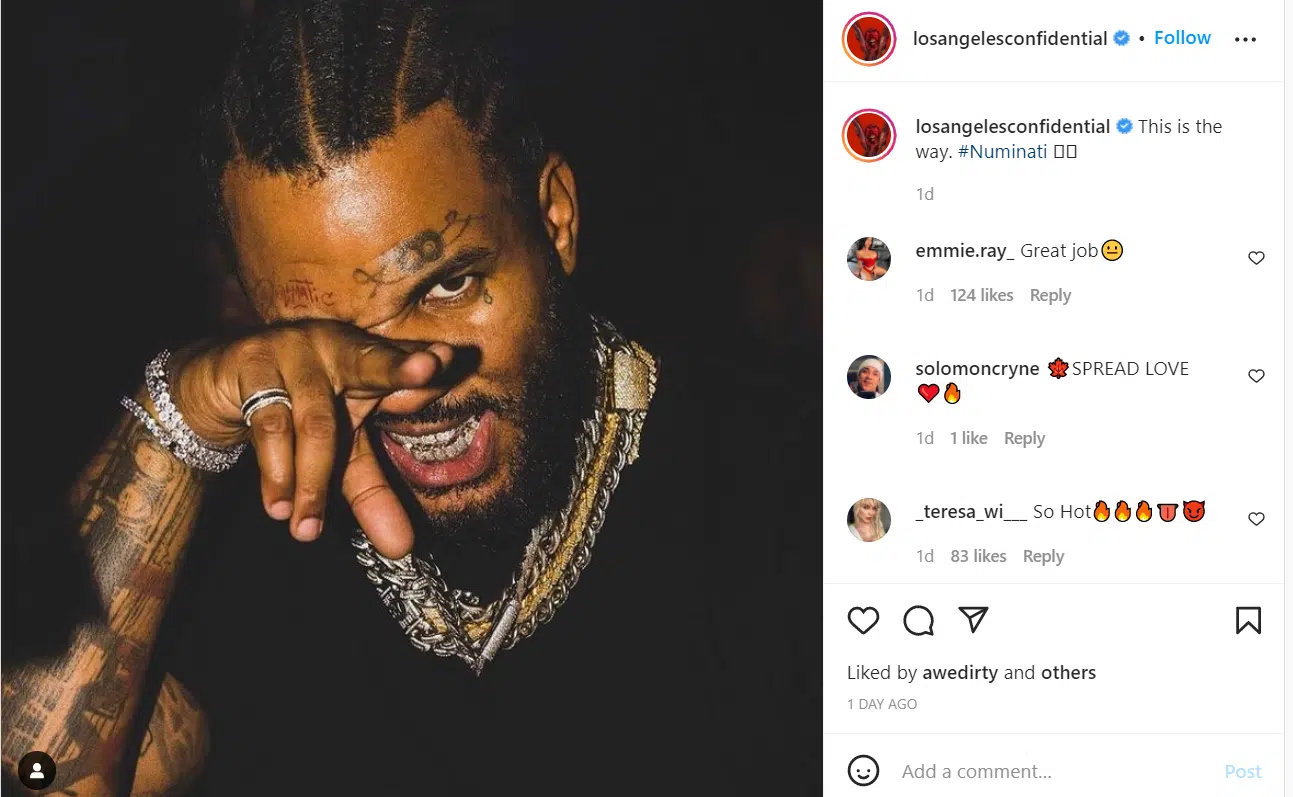 losangelesconfidential • Follow
losangelesconfidential This is the
way. #Numinati
1d
emmie.ray_ Great job😐
1d 124 likes Reply
solomoncryne 🍁SPREAD LOVE
❤️🔥
1d 1 like Reply
_teresa_wi___ So Hot🔥🔥🔥👅😈
1d 83 likes Reply
Liked by awedirty and others
1 DAY AGO
Add a comment... Post